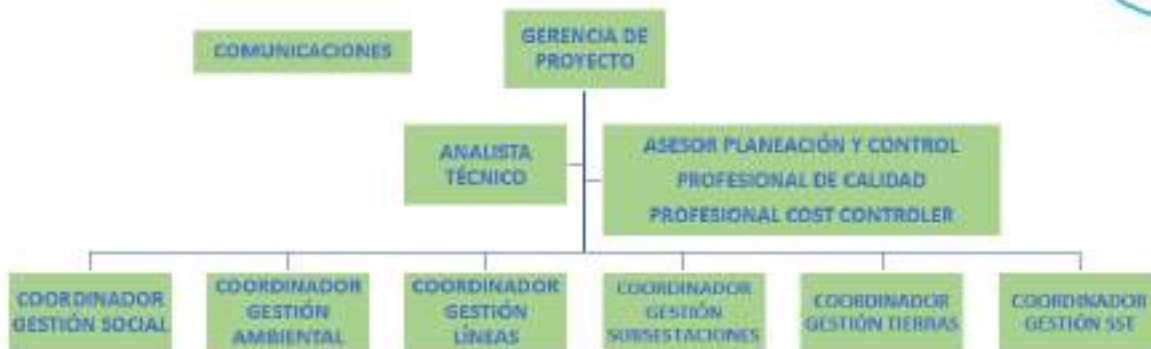 COMUNICACIONES
GERENCIA DE
PROYECTO
ANALISTA
TÉCNICO
ASESOR PLANEACIÓN Y CONTROL
PROFESIONAL DE CALIDAD
PROFESIONAL COST CONTROLER
COORDINADOR
GESTIÓN SOCIAL
COORDINADOR
GESTIÓN
AMBIENTAL
COORDINADOR
GESTIÓN
LÍNEAS
COORDINADOR
GESTIÓN
SUBSESTACIONES
COORDINADOR
GESTIÓN TIERRAS
COORDINADOR
GESTIÓN SST